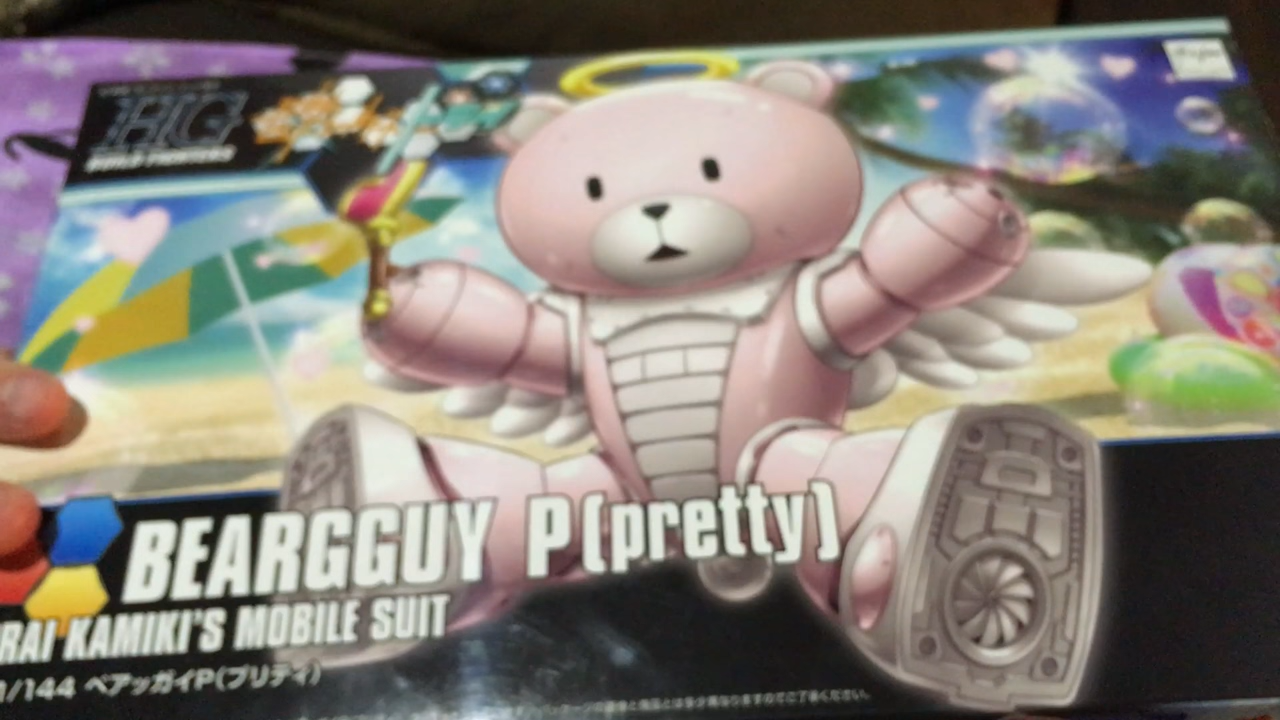 HG
BUILD FIGHTERS
BEARGGUY P(pretty)
RAI KAMIKI'S MOBILE SUIT
1/144 ベアッガイP(プリティ)